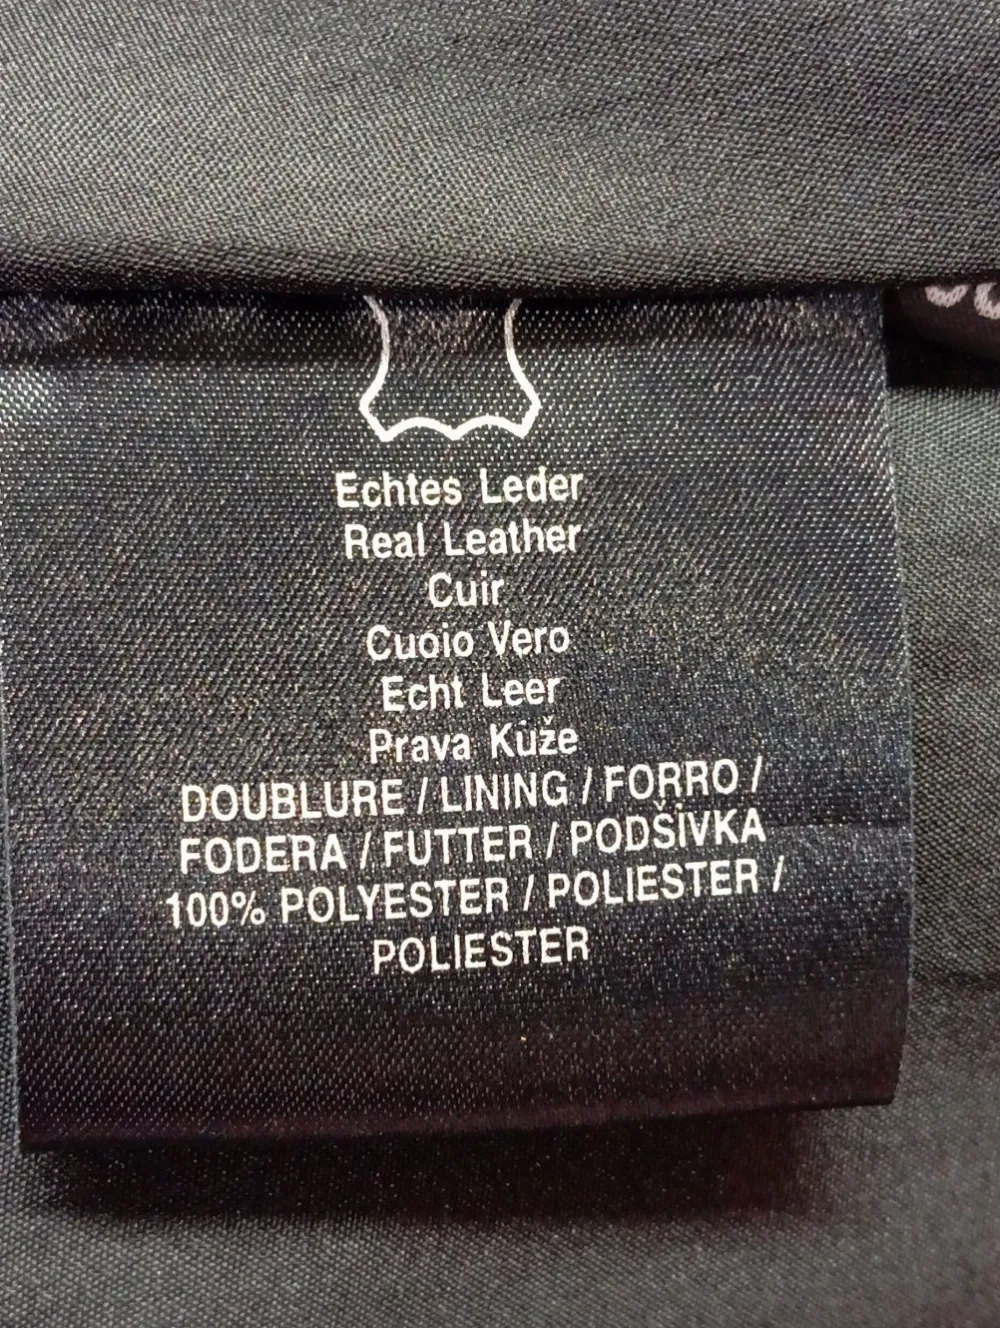 Echtes Leder
Real Leather
Cuir
Cuoio Vero
Echt Leer
Prava Kůže
DOUBLURE / LINING / FORRO /
FODERA / FUTTER / PODŠIVKA
100% POLYESTER / POLIESTER /
POLIESTER